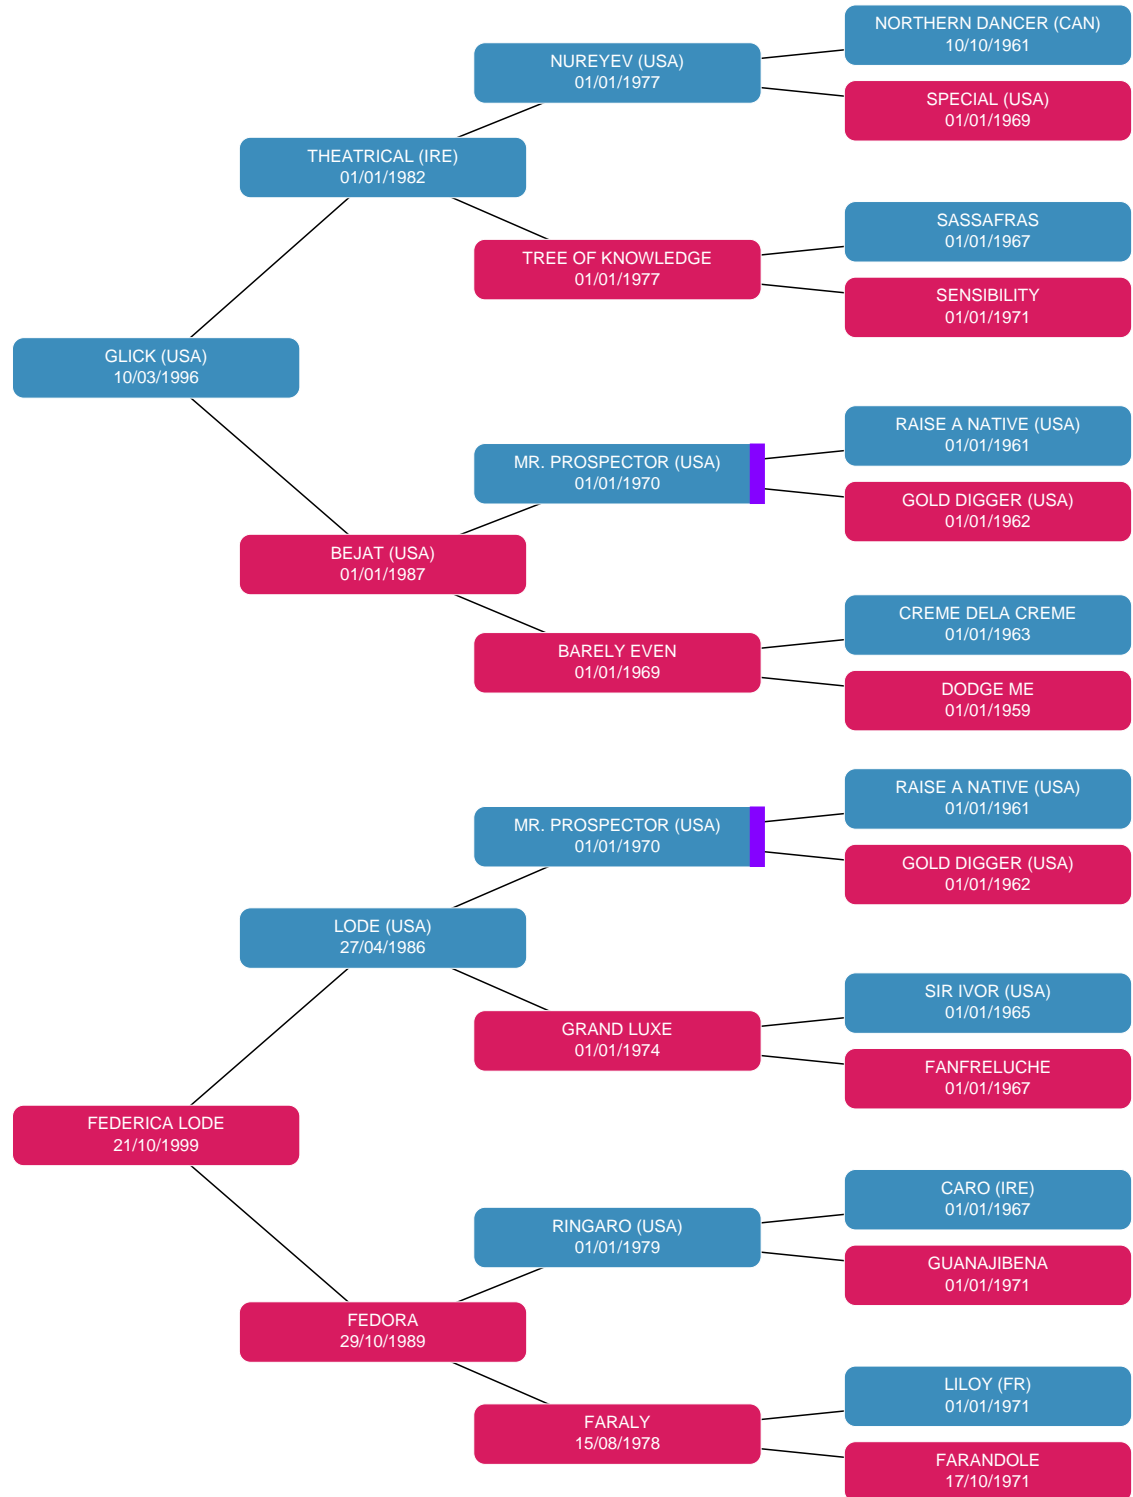 NORTHERN DANCER (CAN)
10/10/1961
NUREYEV (USA)
01/01/1977
SPECIAL (USA)
01/01/1969
THEATRICAL (IRE)
01/01/1982
SASSAFRAS
01/01/1967
TREE OF KNOWLEDGE
01/01/1977
SENSIBILITY
01/01/1971
GLICK (USA)
10/03/1996
RAISE A NATIVE (USA)
01/01/1961
MR. PROSPECTOR (USA)
01/01/1970
GOLD DIGGER (USA)
01/01/1962
BEJAT (USA)
01/01/1987
CREME DELA CREME
01/01/1963
BARELY EVEN
01/01/1969
DODGE ME
01/01/1959
RAISE A NATIVE (USA)
01/01/1961
MR. PROSPECTOR (USA)
01/01/1970
GOLD DIGGER (USA)
01/01/1962
LODE (USA)
27/04/1986
SIR IVOR (USA)
01/01/1965
GRAND LUXE
01/01/1974
FANFRELUCHE
01/01/1967
FEDERICA LODE
21/10/1999
CARO (IRE)
01/01/1967
RINGARO (USA)
01/01/1979
GUANAJIBENA
01/01/1971
FEDORA
29/10/1989
LILOY (FR)
01/01/1971
FARALY
15/08/1978
FARANDOLE
17/10/1971